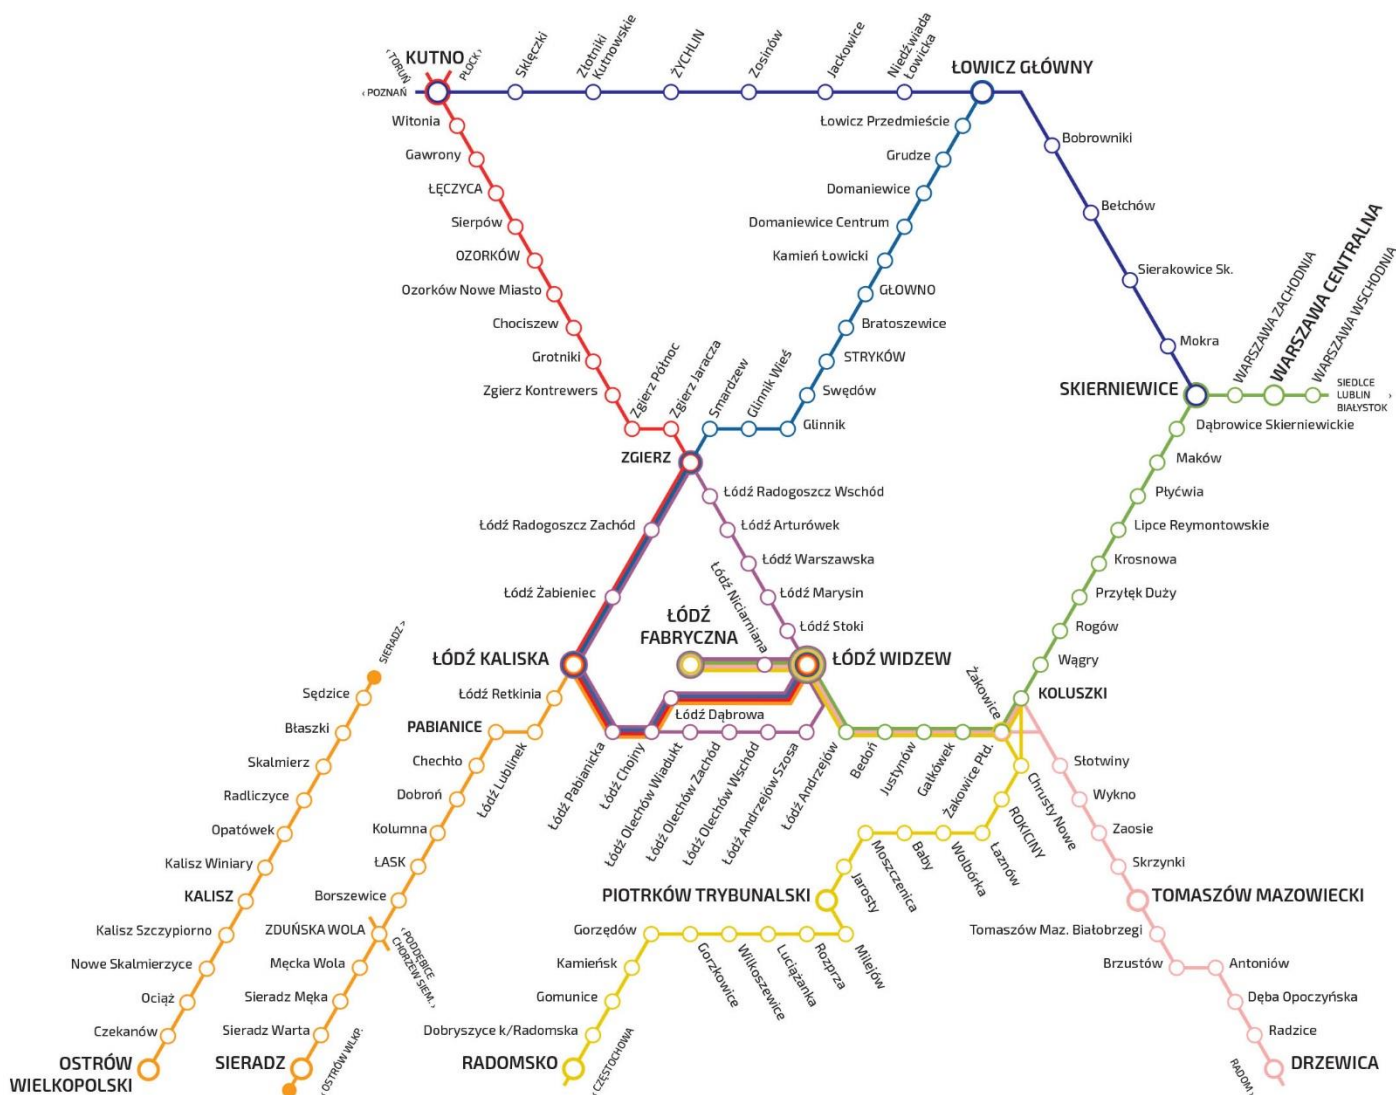 ‹ TORUŃ
KUTNO
PŁOCK ›
‹ POZNAŃ
Sklęczki
Złotniki
Kutnowskie
ŻYCHLIN
Zosinów
Jackowice
Niedźwiada
Łowicka
ŁOWICZ GŁÓWNY
Witonia
Gawrony
ŁĘCZYCA
Sierpów
OZORKÓW
Ozorków Nowe Miasto
Chociszew
Grotniki
Zgierz Kontrewers
Zgierz Północ
Zgierz Jaracza
ZGIERZ
Łowicz Przedmieście
Grudze
Domaniewice
Domaniewice Centrum
Kamień Łowicki
GŁOWNO
Bratoszewice
STRYKÓW
Swędów
Glinnik
Glinnik Wieś
Smardzew
Bobrowniki
Bełchów
Sierakowice Sk.
Mokra
SKIERNIEWICE
WARSZAWA ZACHODNIA
WARSZAWA CENTRALNA
WARSZAWA WSCHODNIA
SIEDLCE
LUBLIN ›
BIAŁYSTOK
Dąbrowice Skierniewickie
Maków
Płyćwia
Lipce Reymontowskie
Krosnowa
Przyłęk Duży
Rogów
Wągry
KOLUSZKI
Łódź Radogoszcz Zachód
Łódź Żabieniec
ŁÓDŹ KALISKA
Łódź Radogoszcz Wschód
Łódź Arturówek
Łódź Warszawska
Łódź Marysin
Łódź Stoki
ŁÓDŹ WIDZEW
Łódź Niciarniana
ŁÓDŹ
FABRYCZNA
Łódź Dąbrowa
Łódź Pabianicka
Łódź Chojny
Łódź Olechów Wiadukt
Łódź Olechów Zachód
Łódź Olechów Wschód
Łódź Andrzejów Szosa
Łódź Andrzejów
Bedoń
Justynów
Gałkówek
Żakowice Płd.
Żakowice
SIERADZ ›
Sędzice
Błaszki
Skalmierz
Radliczyce
Opatówek
Kalisz Winiary
KALISZ
Kalisz Szczypiorno
Nowe Skalmierzyce
Ociąż
Czekanów
OSTRÓW
WIELKOPOLSKI
Łódź Retkinia
Łódź Lublinek
PABIANICE
Chechło
Dobroń
Kolumna
ŁASK
Borszewice
ZDUŃSKA WOLA
‹ PODDĘBICE
CHORZEW SIEM. ›
Męcka Wola
Sieradz Męka
Sieradz Warta
SIERADZ
‹ OSTRÓW WLKP.
Chrusty Nowe
ROKICINY
Łaznów
Wolbórka
Baby
Moszczenica
Jarosty
PIOTRKÓW TRYBUNALSKI
Milejów
Rozprza
Luciążanka
Wilkoszewice
Gorzkowice
Gorzędów
Kamieńsk
Gomunice
Dobryszyce k/Radomska
RADOMSKO
‹ CZĘSTOCHOWA
Słotwiny
Wykno
Zaosie
Skrzynki
TOMASZÓW MAZOWIECKI
Tomaszów Maz. Białobrzegi
Brzustów
Antoniów
Dęba Opoczyńska
Radzice
DRZEWICA
RADOM ›